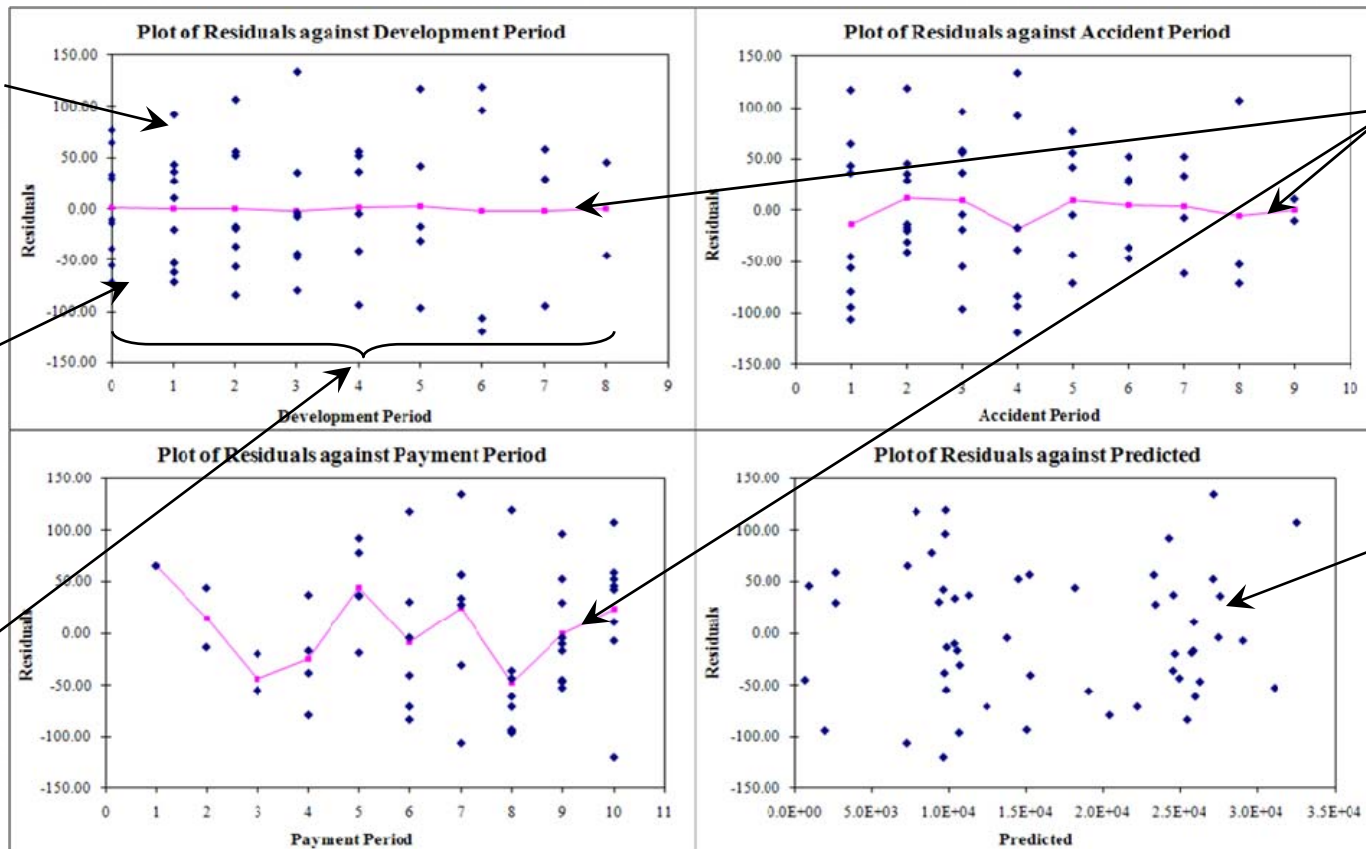 Plot of Residuals against Development Period
150.00
100.00
50.00
0.00
-50.00
-100.00
-150.00
Residuals
0 1 2 3 4 5 6 7 8 9
Development Period
Plot of Residuals against Accident Period
150.00
100.00
50.00
0.00
-50.00
-100.00
-150.00
Residuals
0 1 2 3 4 5 6 7 8 9 10
Accident Period
Plot of Residuals against Payment Period
150.00
100.00
50.00
0.00
-50.00
-100.00
-150.00
Residuals
0 1 2 3 4 5 6 7 8 9 10 11
Payment Period
Plot of Residuals against Predicted
150.00
100.00
50.00
0.00
-50.00
-100.00
-150.00
Residuals
0.0E+00 5.0E+03 1.0E+04 1.5E+04 2.0E+04 2.5E+04 3.0E+04 3.5E+04
Predicted